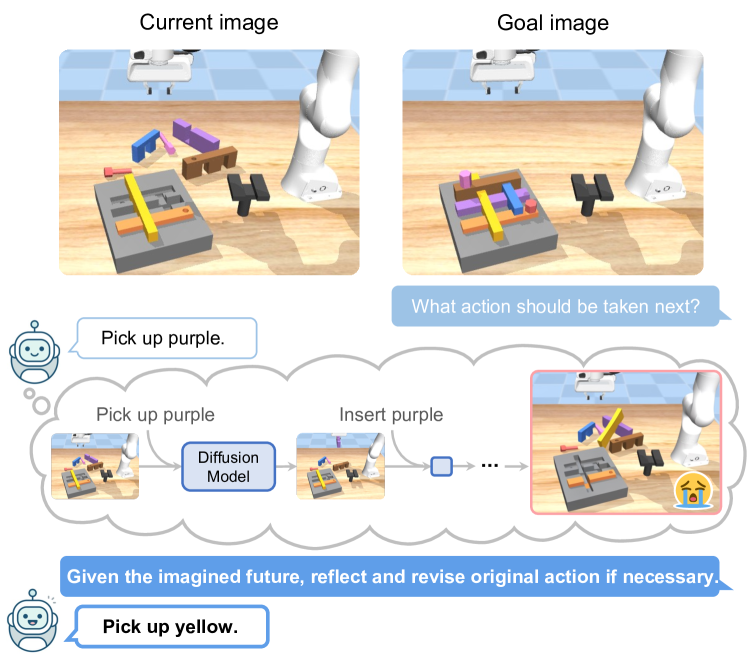 Current image
Goal image
What action should be taken next?
Pick up purple.
Pick up purple
Insert purple
Diffusion
Model
...
Given the imagined future, reflect and revise original action if necessary.
Pick up yellow.